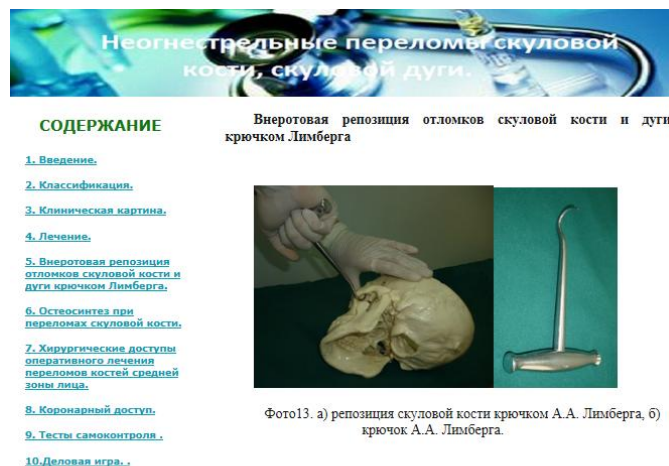 Неогнестрельные переломы скуловой
кости, скуловой дуги.
СОДЕРЖАНИЕ
1. Введение.
2. Классификация.
3. Клиническая картина.
4. Лечение.
5. Внеротовая репозиция
отломков скуловой кости и
дуги крючком Лимберга.
6. Остеосинтез при
переломах скуловой кости.
7. Хирургические доступы
оперативного лечения
переломов костей средней
зоны лица.
8. Коронарный доступ.
9. Тесты самоконтроля .
10.Деловая игра. .
Внеротовая репозиция отломков скуловой кости и дуги
крючком Лимберга
Фото13. а) репозиция скуловой кости крючком А.А. Лимберга, б)
крючок А.А. Лимберга.